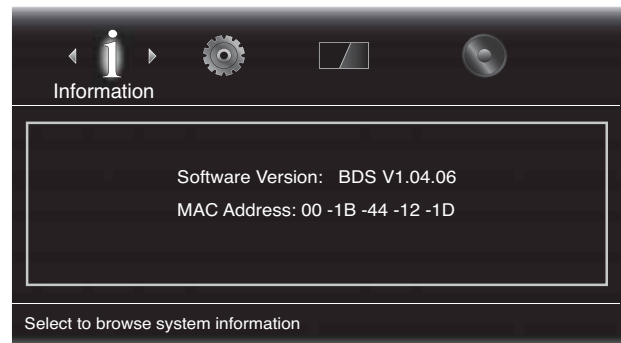 Information
Software Version: BDS V1.04.06
MAC Address: 00 -1B -44 -12 -1D
Select to browse system information